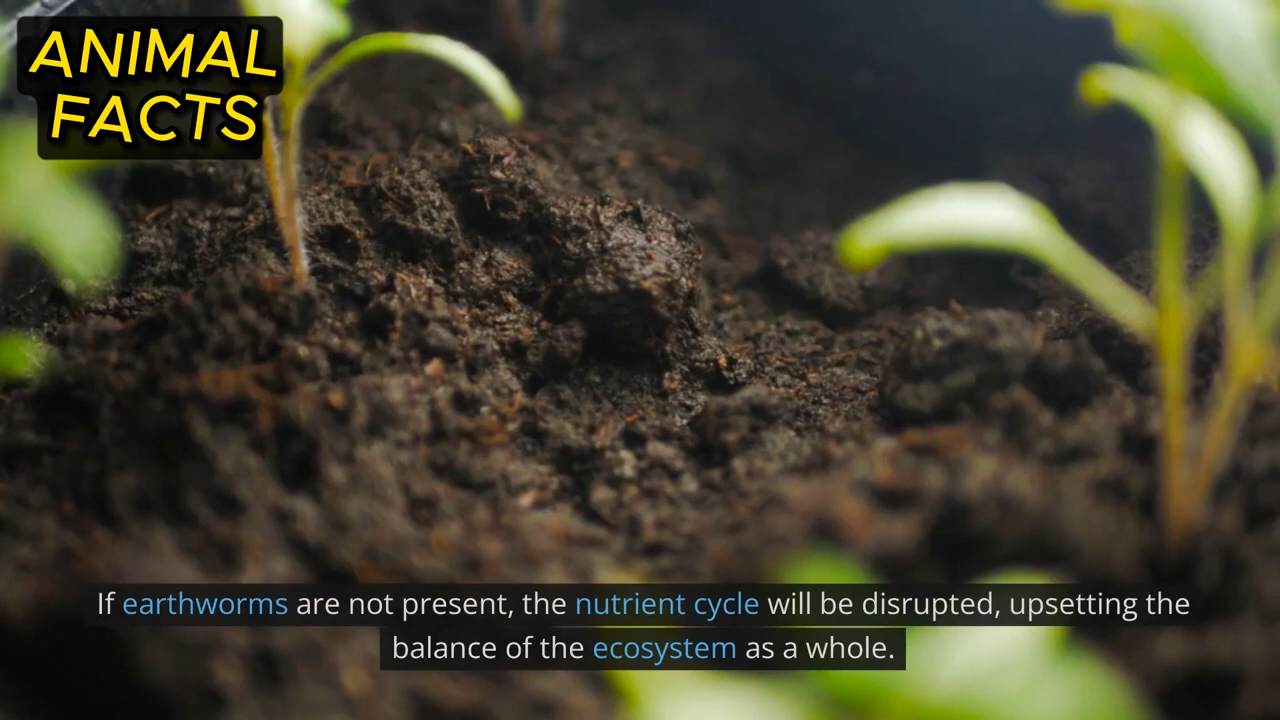 ANIMAL
FACTS
If earthworms are not present, the nutrient cycle will be disrupted, upsetting the
balance of the ecosystem as a whole.